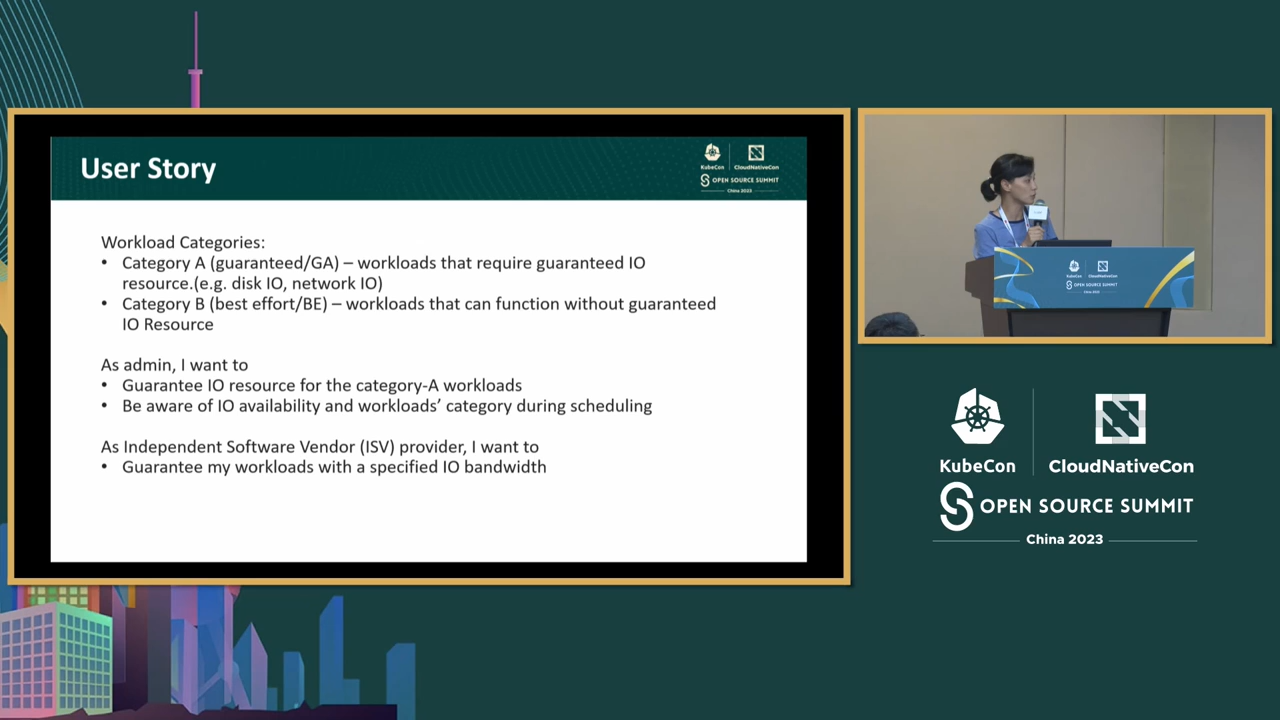 User Story
KubeCon
CloudNativeCon
OPEN SOURCE SUMMIT
China 2023
Workload Categories:
• Category A (guaranteed/GA) – workloads that require guaranteed IO
resource.(e.g. disk IO, network IO)
• Category B (best effort/BE) – workloads that can function without guaranteed
IO Resource
As admin, I want to
• Guarantee IO resource for the category-A workloads
• Be aware of IO availability and workloads’ category during scheduling
As Independent Software Vendor (ISV) provider, I want to
• Guarantee my workloads with a specified IO bandwidth
OPEN SOURCE SUMMIT
KubeCon
CloudNativeCon
OPEN SOURCE SUMMIT
China 2023